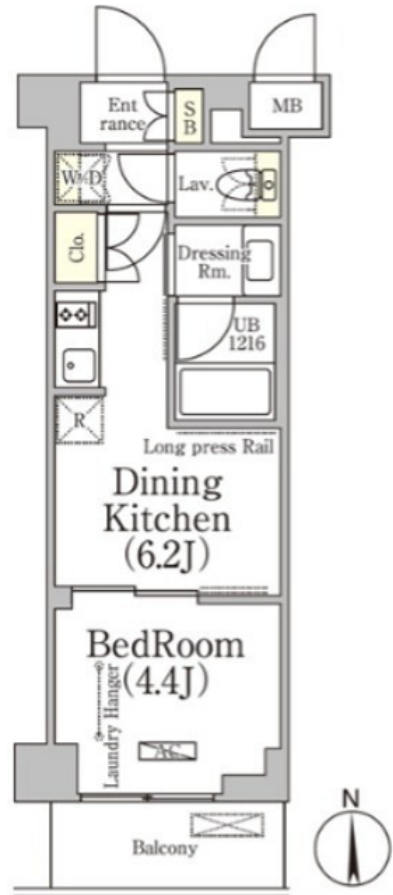 Ent
rance
S
B
MB
W·D
Lav.
Clo.
Dressing
Rm.
UB
1216
R
Long press Rail
Dining
Kitchen
(6.2J)
BedRoom
(4.4J)
Laundry Hanger
AC
Balcony
N